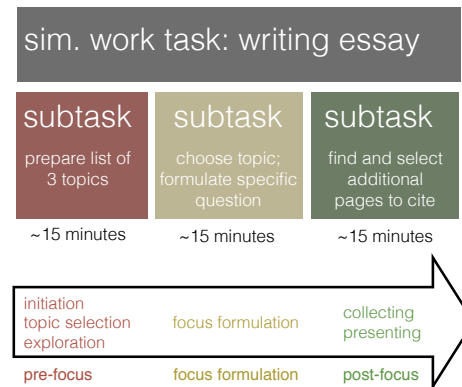 sim. work task: writing essay
subtask
prepare list of
3 topics
~15 minutes
subtask
choose topic;
formulate specific
question
~15 minutes
subtask
find and select
additional
pages to cite
~15 minutes
initiation
topic selection
exploration
focus formulation
collecting
presenting
pre-focus
focus formulation
post-focus